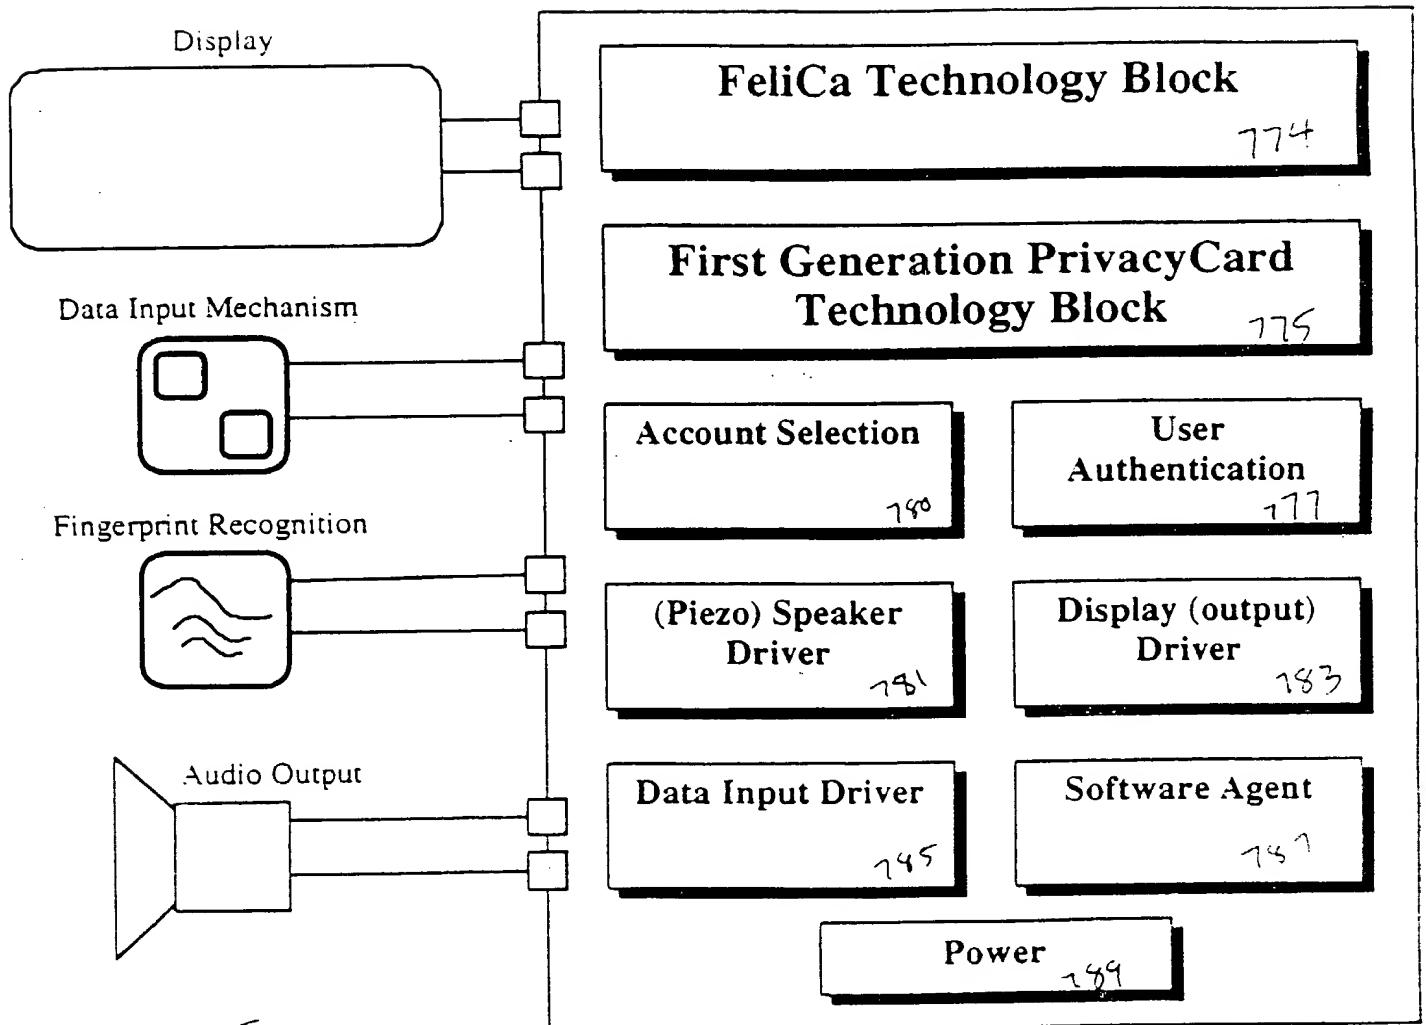 Display
FeliCa Technology Block
774
First Generation PrivacyCard
Technology Block
775
Data Input Mechanism
Account Selection
780
User
Authentication
777
Fingerprint Recognition
(Piezo) Speaker
Driver
781
Display (output)
Driver
783
Audio Output
Data Input Driver
785
Software Agent
787
Power
789